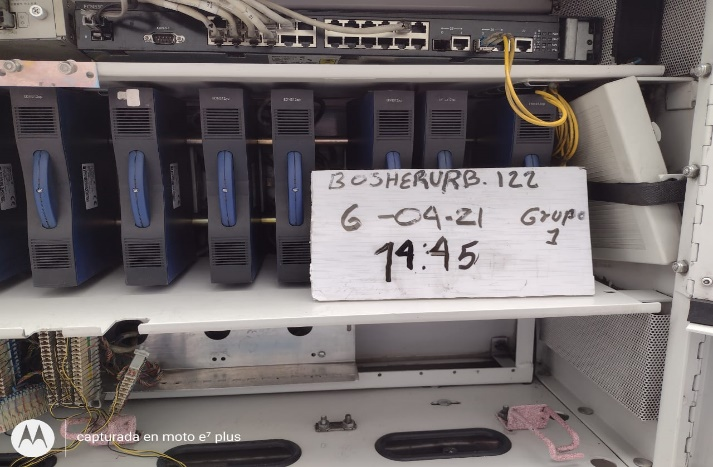 BOSHERURB. 122
6-04-21 Grupo 1
14:45
capturada en moto e⁷ plus